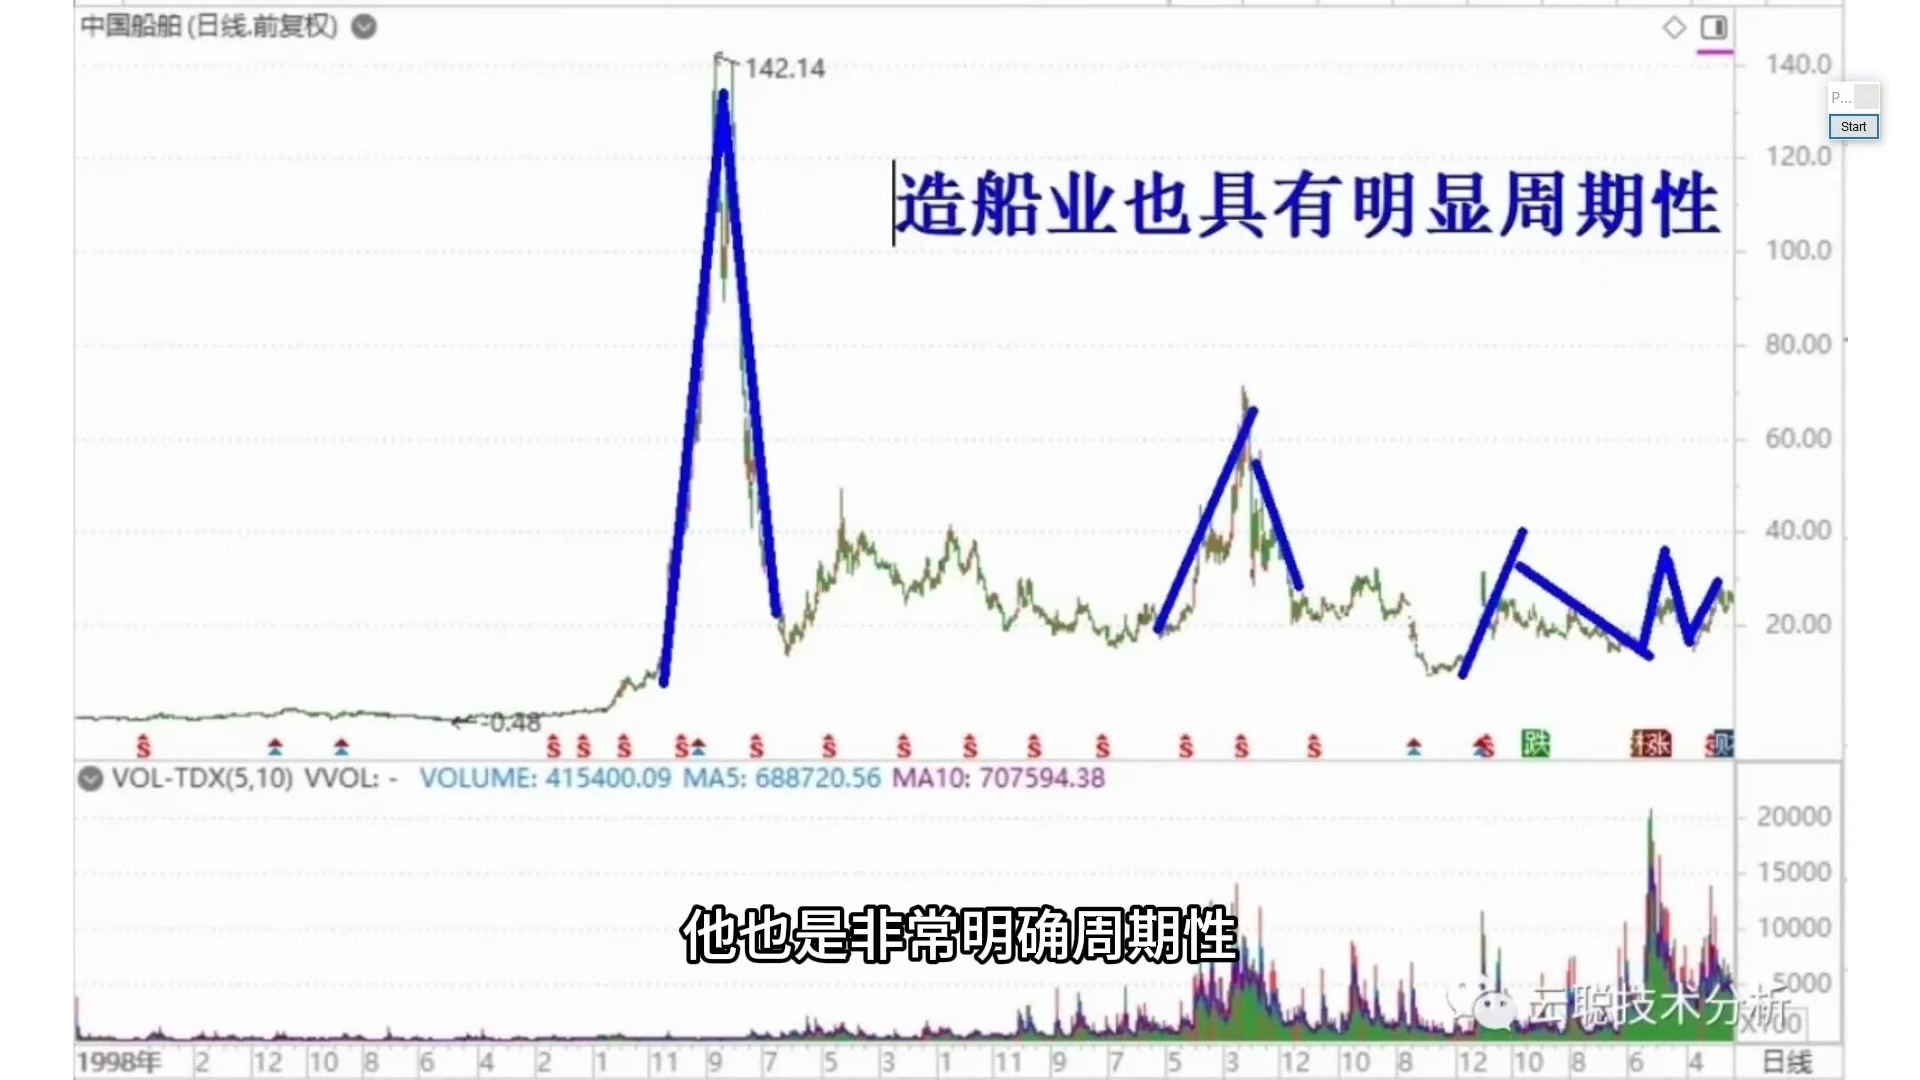 中国船舶(日线.前复权)
142.14
140.0
P...
Start
120.0
造船业也具有明显周期性
100.0
80.00
60.00
40.00
20.00
-0.48
S S S S S S S S S S S S S S S
跌 涨 财
VOL-TDX(5,10) VVOL: - VOLUME: 415400.09 MA5: 688720.56 MA10: 707594.38
20000
15000
10000
他也是非常明确周期性
5000
云聪技术分析
X100
1998年 2 12 10 8 6 4 2 1 11 9 7 5 3 1 11 9 7 5 3 12 10 8 12 10 8 6 4 日线